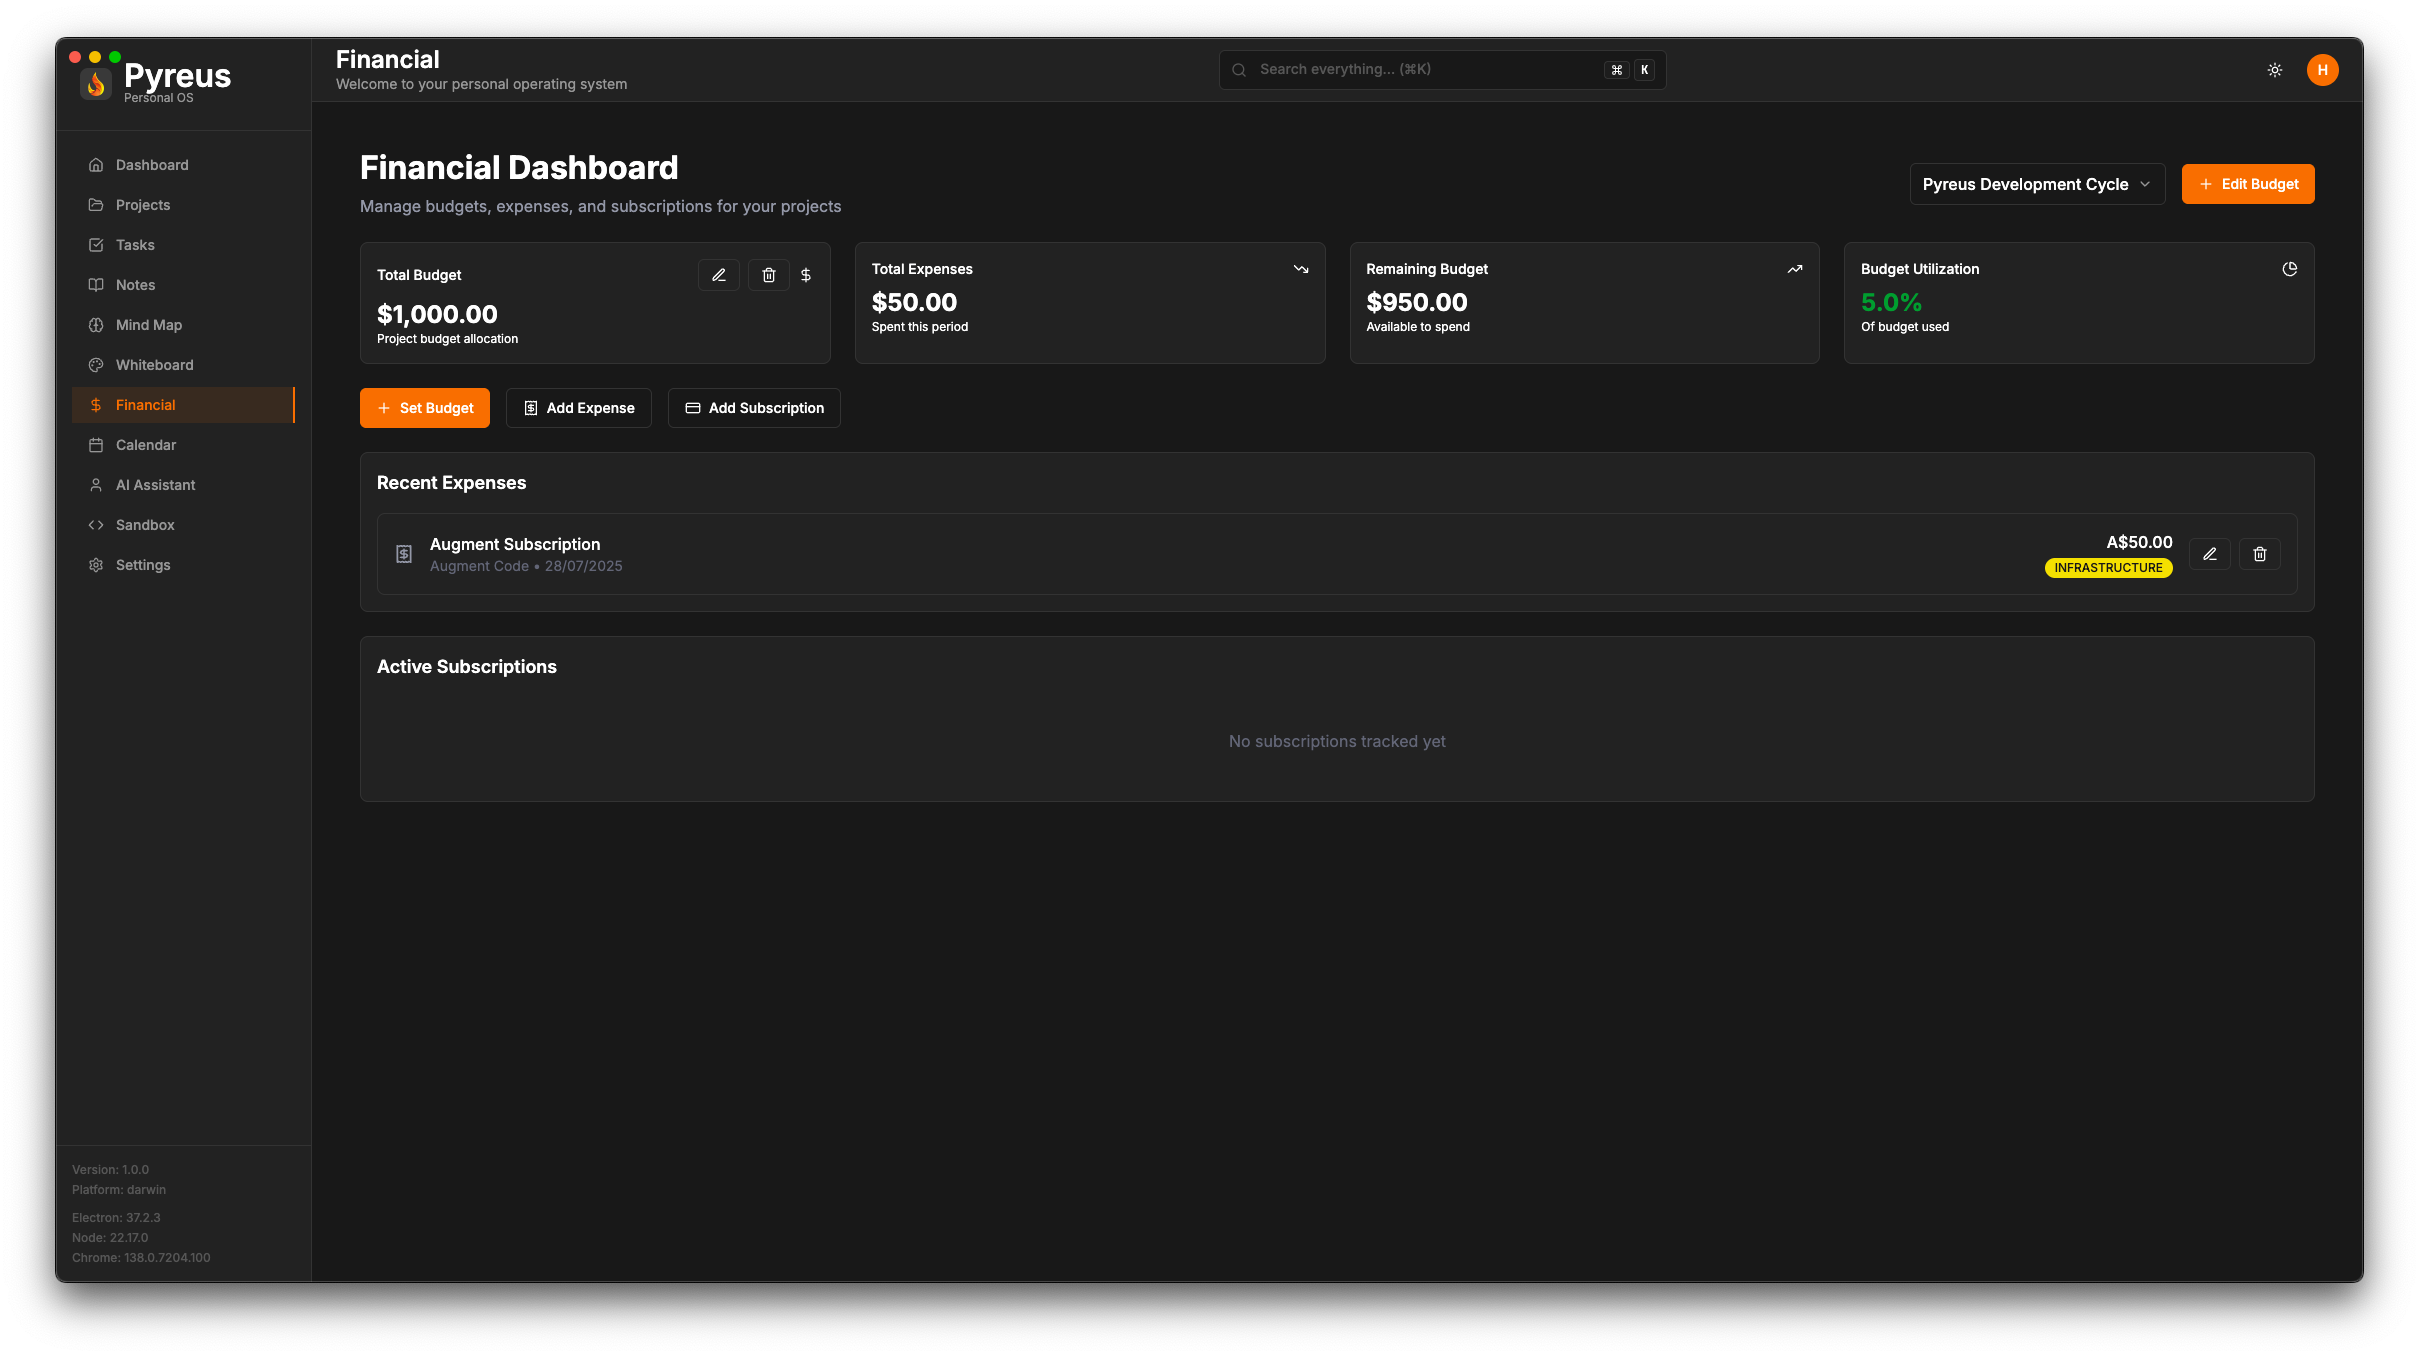 Pyreus
Personal OS
Dashboard
Projects
Tasks
Notes
Mind Map
Whiteboard
Financial
Calendar
AI Assistant
Sandbox
Settings
Version: 1.0.0
Platform: darwin
Electron: 37.2.3
Node: 22.17.0
Chrome: 138.0.7204.100
Financial
Welcome to your personal operating system
Search everything... (⌘K)
⌘ K
H
Financial Dashboard
Manage budgets, expenses, and subscriptions for your projects
Pyreus Development Cycle
Edit Budget
Total Budget
$1,000.00
Project budget allocation
Total Expenses
$50.00
Spent this period
Remaining Budget
$950.00
Available to spend
Budget Utilization
5.0%
Of budget used
Set Budget
Add Expense
Add Subscription
Recent Expenses
Augment Subscription
Augment Code • 28/07/2025
A$50.00
INFRASTRUCTURE
Active Subscriptions
No subscriptions tracked yet